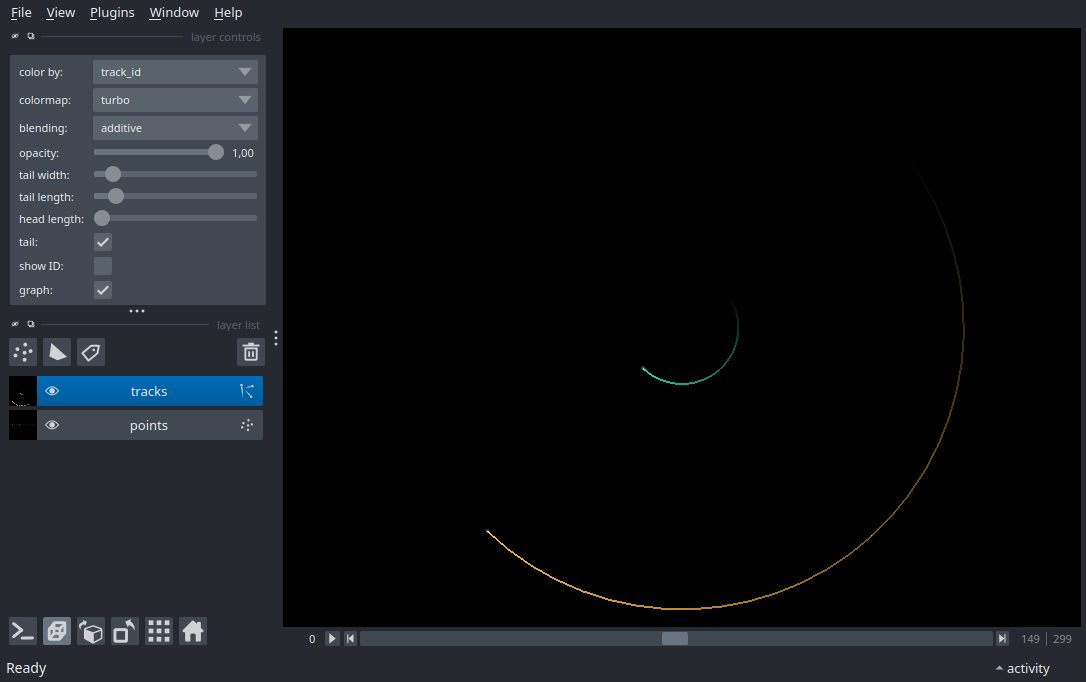 File View Plugins Window Help
layer controls
color by: track_id
colormap: turbo
blending: additive
opacity: 1,00
tail width:
tail length:
head length:
tail:
show ID:
graph:
layer list
tracks
points
0 149 299
Ready activity